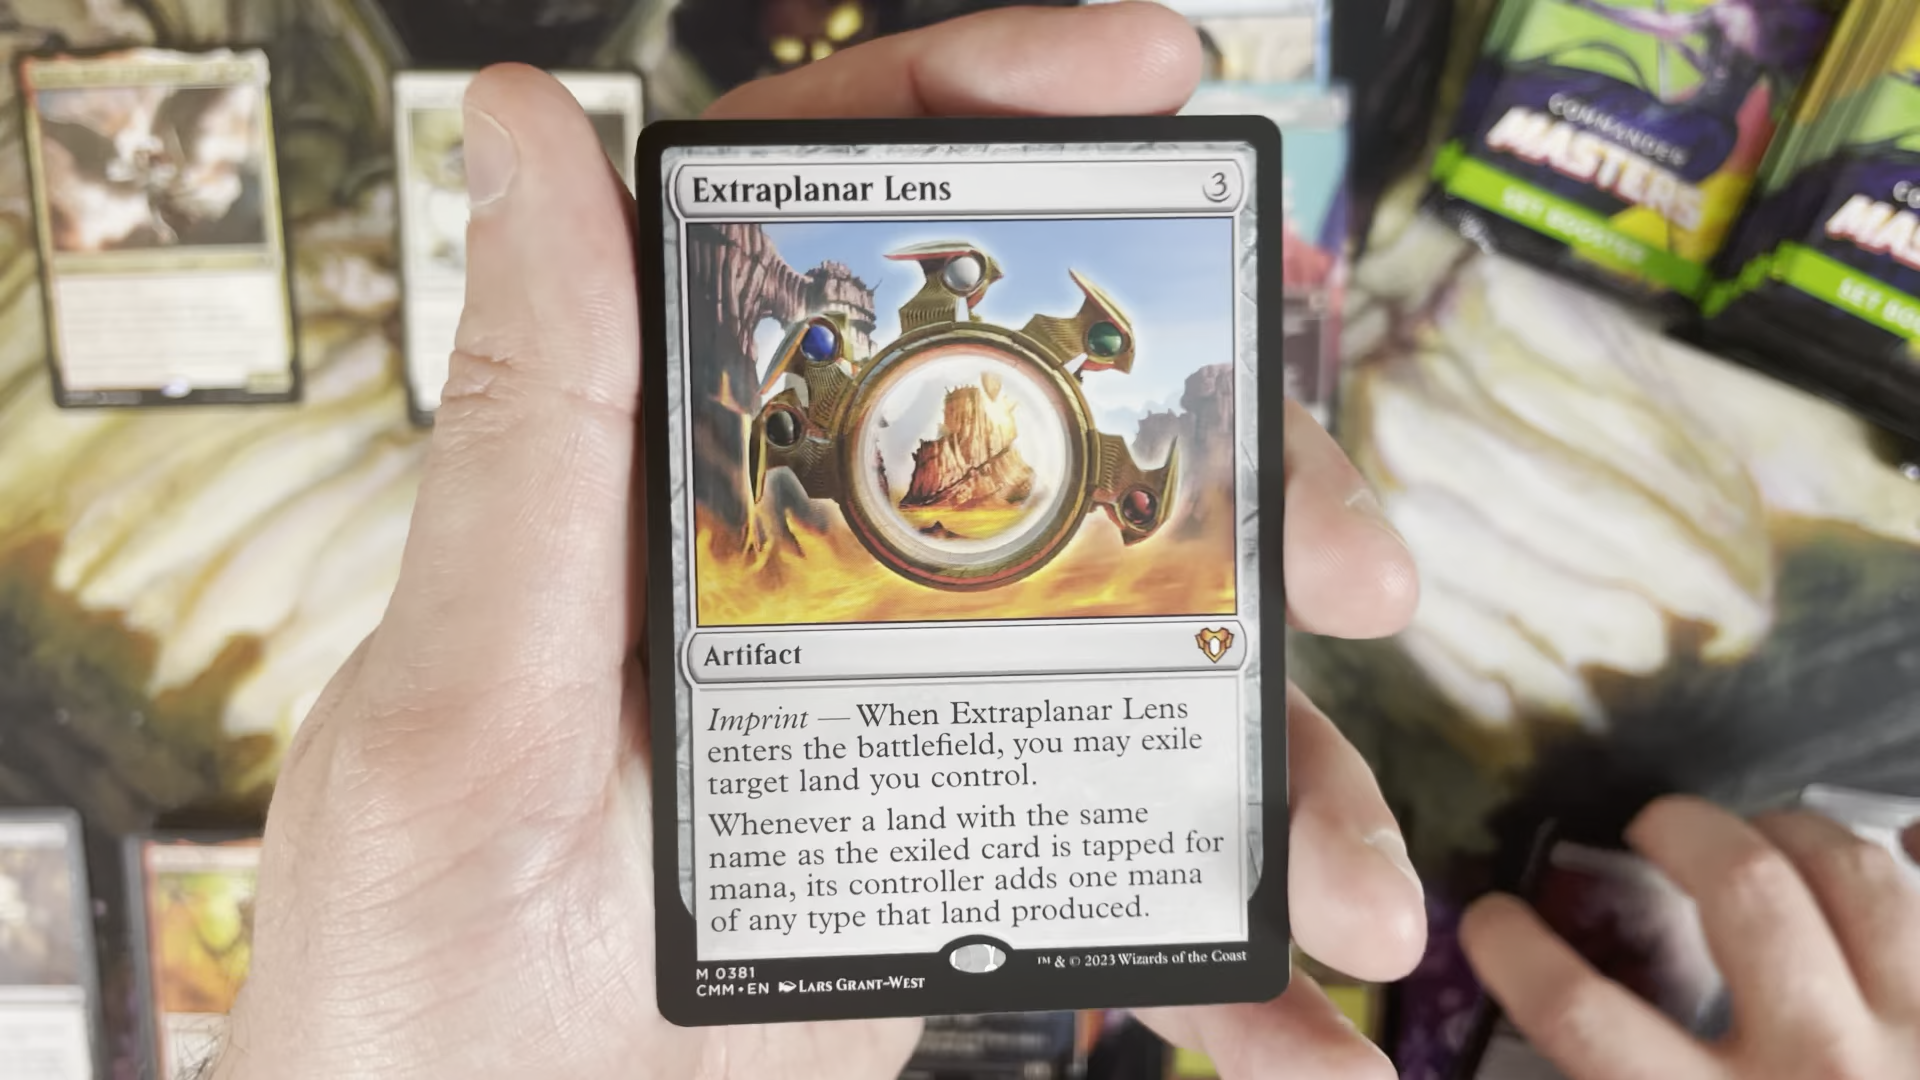 Extraplanar Lens 3
Artifact
Imprint — When Extraplanar Lens
enters the battlefield, you may exile
target land you control.
Whenever a land with the same
name as the exiled card is tapped for
mana, its controller adds one mana
of any type that land produced.
M 0381
CMM • EN Lars Grant-West
™ & © 2023 Wizards of the Coast
COMMANDER
MASTERS
SET BOOSTER